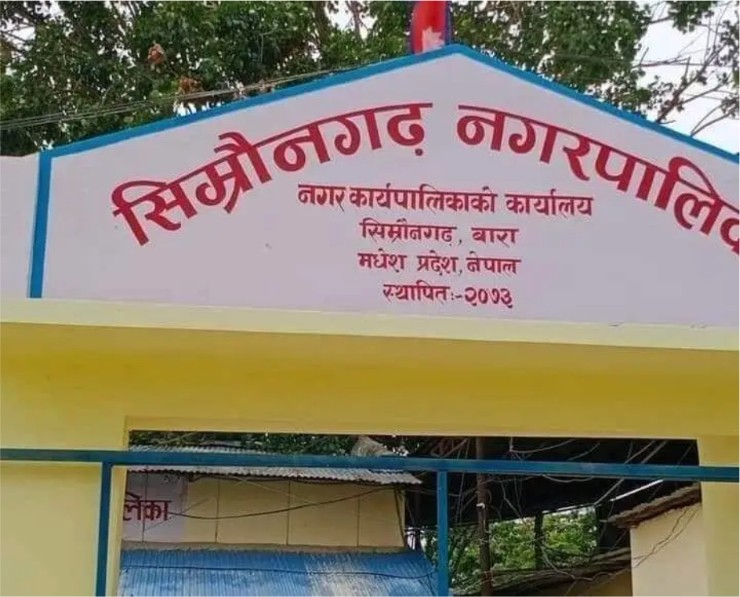 सिम्रौनगढ़ नगरपालिक
नगर कार्यपालिकाको कार्यालय
सिम्रौनगढ, बारा
मधेश प्रदेश, नेपाल
स्थापितः-२०७३
लिका